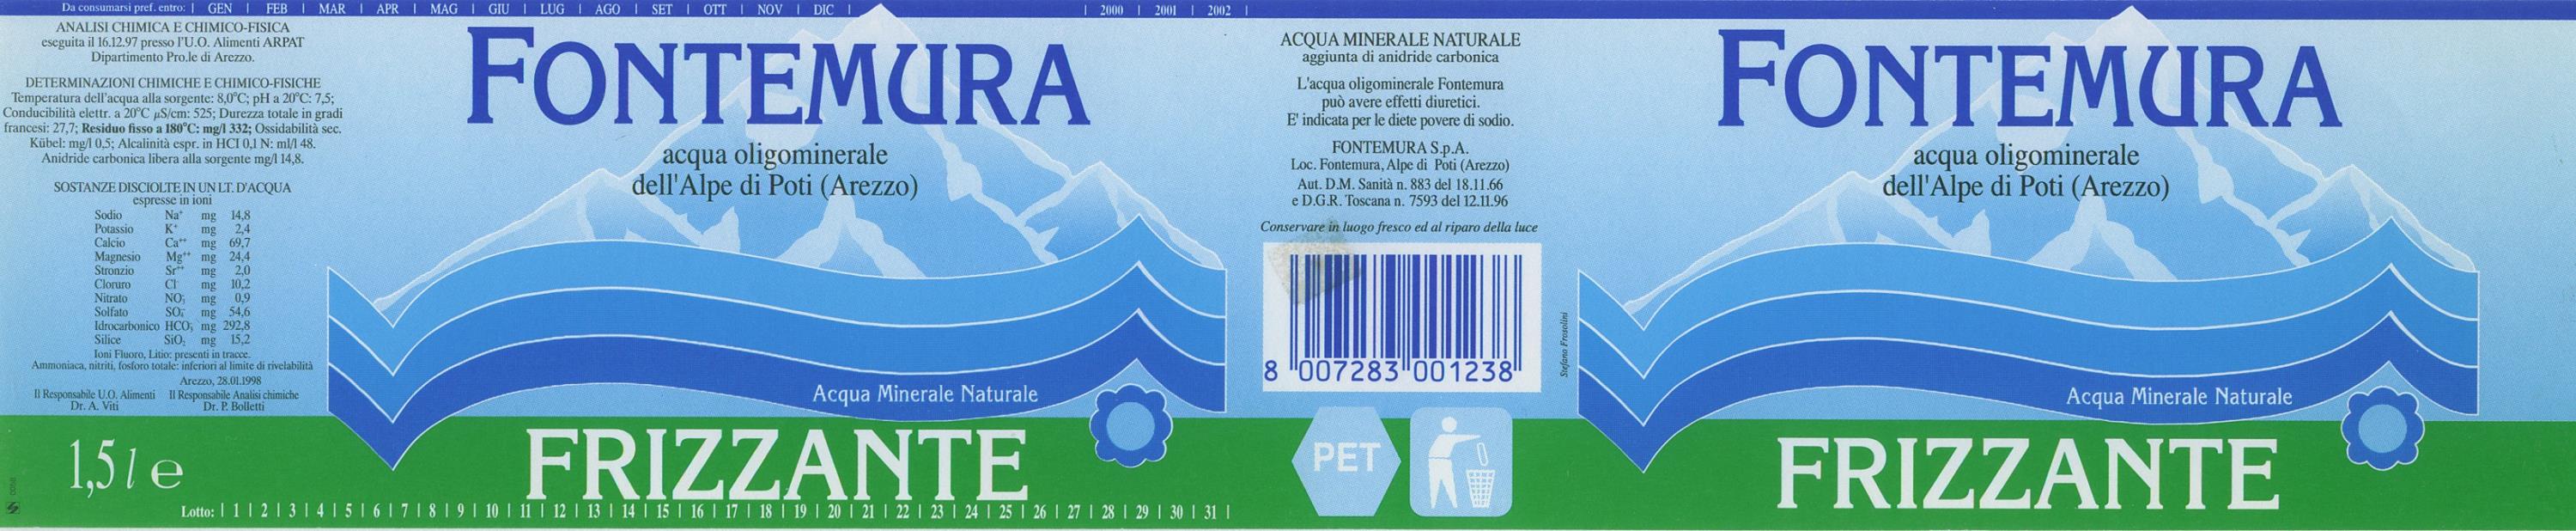 Da consumarsi pref. entro: | GEN | FEB | MAR | APR | MAG | GIU | LUG | AGO | SET | OTT | NOV | DIC | | 2000 | 2001 | 2002 |
ANALISI CHIMICA E CHIMICO-FISICA
eseguita il 16.12.97 presso l'U.O. Alimenti ARPAT
Dipartimento Pro.le di Arezzo.
DETERMINAZIONI CHIMICHE E CHIMICO-FISICHE
Temperatura dell'acqua alla sorgente: 8,0°C; pH a 20°C: 7,5;
Conducibilità elettr. a 20°C µS/cm: 525; Durezza totale in gradi
francesi: 27,7; Residuo fisso a 180°C: mg/l 332; Ossidabilità sec.
Kübel: mg/l 0,5; Alcalinità espr. in HCl 0,1 N: ml/l 48.
Anidride carbonica libera alla sorgente mg/l 14,8.
SOSTANZE DISCIOLTE IN UN LT. D'ACQUA
espresse in ioni
Sodio Na⁺ mg 14,8
Potassio K⁺ mg 2,4
Calcio Ca⁺⁺ mg 69,7
Magnesio Mg⁺⁺ mg 24,4
Stronzio Sr⁺⁺ mg 2,0
Cloruro Cl⁻ mg 10,2
Nitrato NO₃⁻ mg 0,9
Solfato SO₄⁻ mg 54,6
Idrocarbonico HCO₃⁻ mg 292,8
Silice SiO₂ mg 15,2
Ioni Fluoro, Litio: presenti in tracce.
Ammoniaca, nitriti, fosforo totale: inferiori al limite di rivelabilità
Arezzo, 28.01.1998
Il Responsabile U.O. Alimenti Il Responsabile Analisi chimiche
Dr. A. Viti Dr. P. Bolletti
1,5 l e
FONTEMURA
acqua oligominerale
dell'Alpe di Poti (Arezzo)
Acqua Minerale Naturale
FRIZZANTE
Lotto: | 1 | 2 | 3 | 4 | 5 | 6 | 7 | 8 | 9 | 10 | 11 | 12 | 13 | 14 | 15 | 16 | 17 | 18 | 19 | 20 | 21 | 22 | 23 | 24 | 25 | 26 | 27 | 28 | 29 | 30 | 31 |
ACQUA MINERALE NATURALE
aggiunta di anidride carbonica
L'acqua oligominerale Fontemura
può avere effetti diuretici.
E' indicata per le diete povere di sodio.
FONTEMURA S.p.A.
Loc. Fontemura, Alpe di Poti (Arezzo)
Aut. D.M. Sanità n. 883 del 18.11.66
e D.G.R. Toscana n. 7593 del 12.11.96
Conservare in luogo fresco ed al riparo della luce
8 007283 001238
PET
Stefano Frosolini
FONTEMURA
acqua oligominerale
dell'Alpe di Poti (Arezzo)
Acqua Minerale Naturale
FRIZZANTE